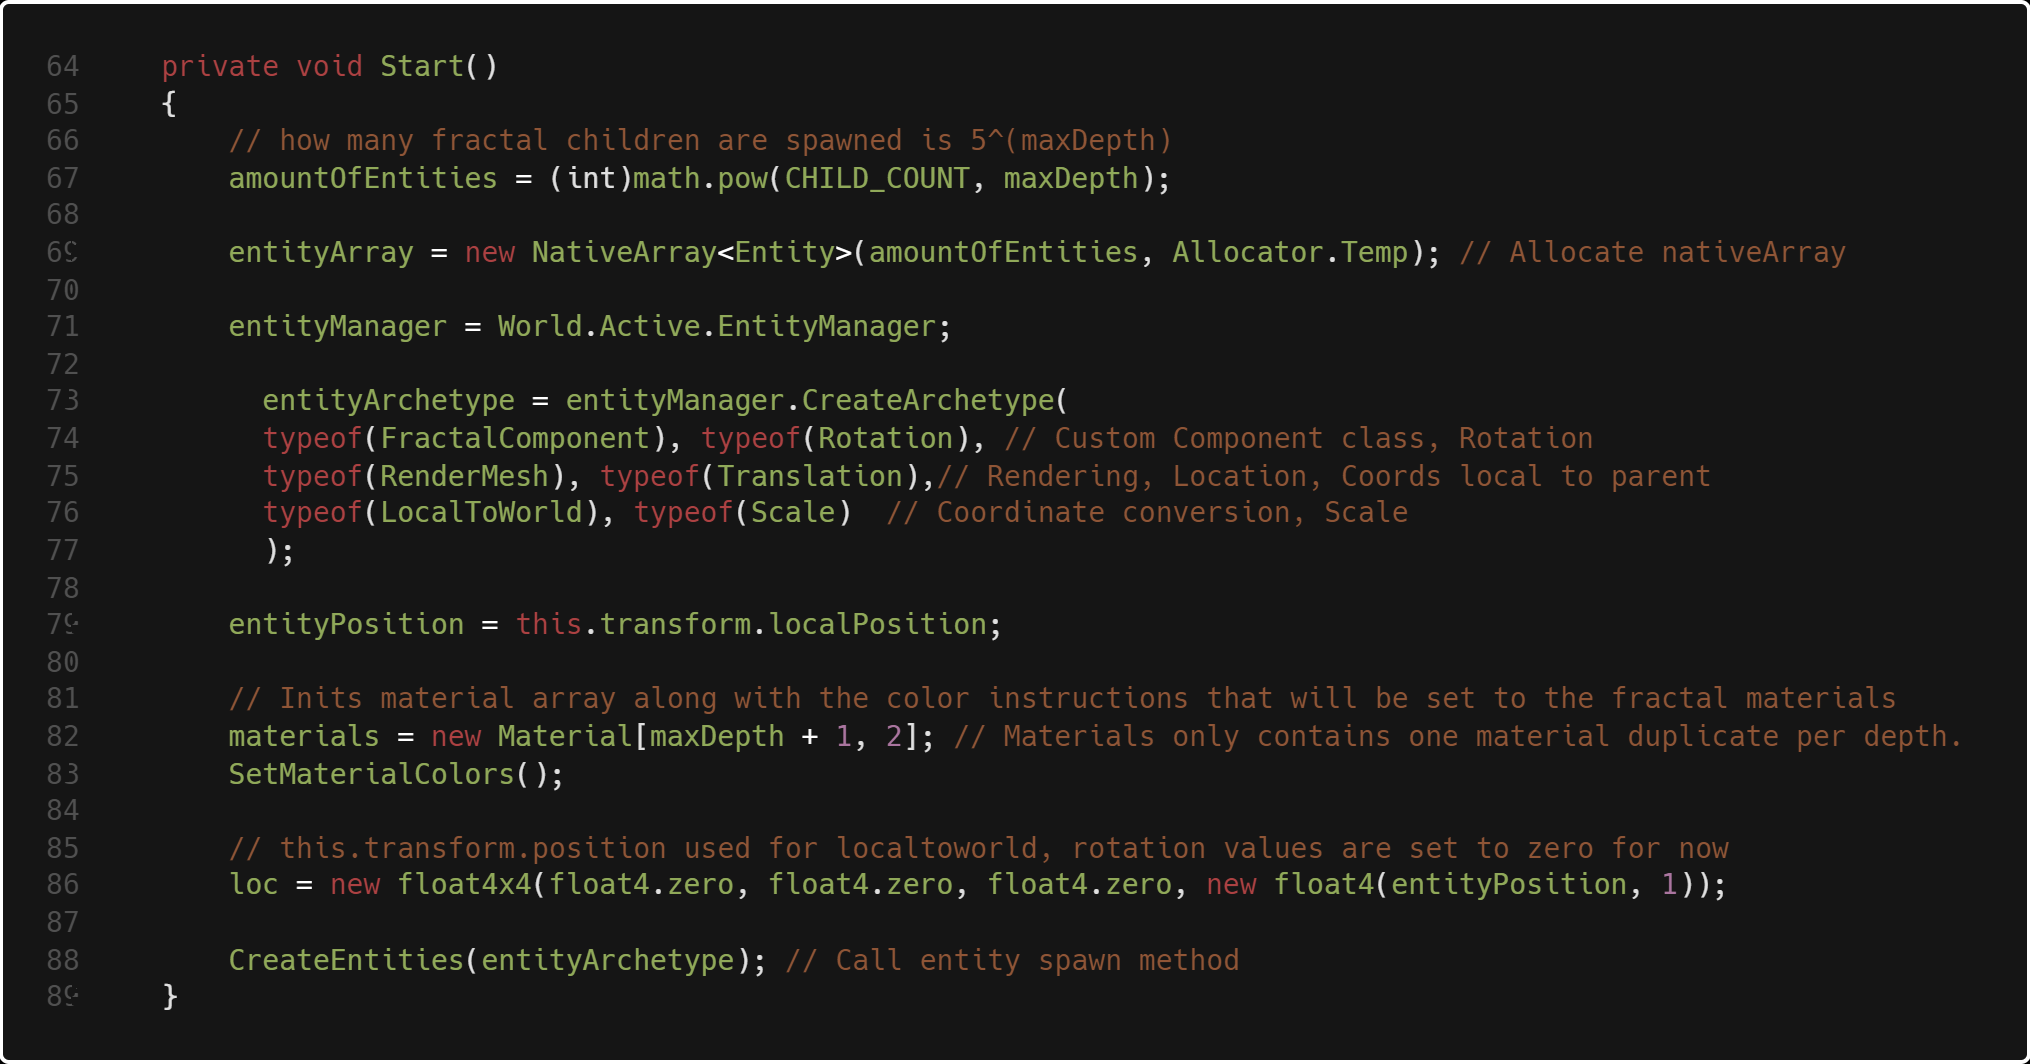 64 private void Start()
65 {
66 // how many fractal children are spawned is 5^(maxDepth)
67 amountOfEntities = (int)math.pow(CHILD_COUNT, maxDepth);
68
69 entityArray = new NativeArray<Entity>(amountOfEntities, Allocator.Temp); // Allocate nativeArray
70
71 entityManager = World.Active.EntityManager;
72
73 entityArchetype = entityManager.CreateArchetype(
74 typeof(FractalComponent), typeof(Rotation), // Custom Component class, Rotation
75 typeof(RenderMesh), typeof(Translation),// Rendering, Location, Coords local to parent
76 typeof(LocalToWorld), typeof(Scale)  // Coordinate conversion, Scale
77 );
78
79 entityPosition = this.transform.localPosition;
80
81 // Inits material array along with the color instructions that will be set to the fractal materials
82 materials = new Material[maxDepth + 1, 2]; // Materials only contains one material duplicate per depth.
83 SetMaterialColors();
84
85 // this.transform.position used for localtoworld, rotation values are set to zero for now
86 loc = new float4x4(float4.zero, float4.zero, float4.zero, new float4(entityPosition, 1));
87
88 CreateEntities(entityArchetype); // Call entity spawn method
89 }